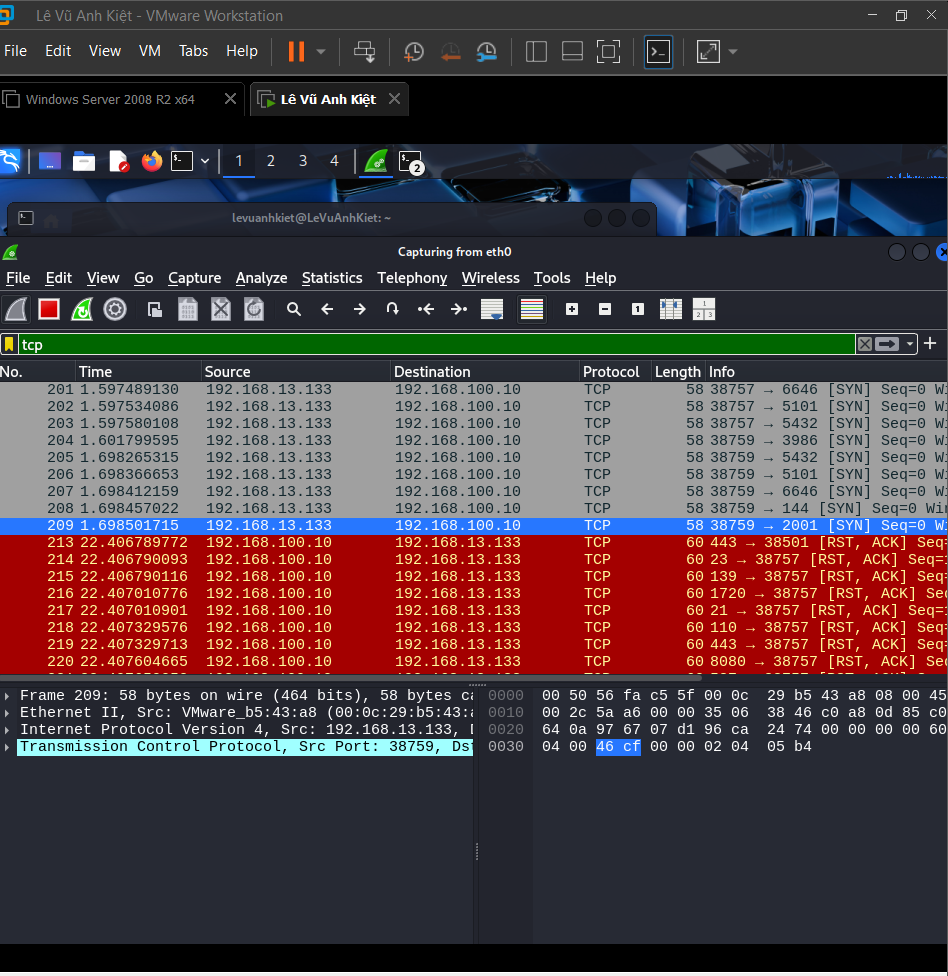 Lê Vũ Anh Kiệt - VMware Workstation
File Edit View VM Tabs Help
Windows Server 2008 R2 x64 Lê Vũ Anh Kiệt
1 2 3 4 2
levuanhkiet@LeVuAnhKiet: ~
Capturing from eth0
File Edit View Go Capture Analyze Statistics Telephony Wireless Tools Help
tcp
No. Time Source Destination Protocol Length Info
201 1.597489130 192.168.13.133 192.168.100.10 TCP 58 38757 → 6646 [SYN] Seq=0 Wi
202 1.597534086 192.168.13.133 192.168.100.10 TCP 58 38757 → 5101 [SYN] Seq=0 Wi
203 1.597580108 192.168.13.133 192.168.100.10 TCP 58 38757 → 5432 [SYN] Seq=0 Wi
204 1.601799595 192.168.13.133 192.168.100.10 TCP 58 38759 → 3986 [SYN] Seq=0 Wi
205 1.698265315 192.168.13.133 192.168.100.10 TCP 58 38759 → 5432 [SYN] Seq=0 Wi
206 1.698366653 192.168.13.133 192.168.100.10 TCP 58 38759 → 5101 [SYN] Seq=0 Wi
207 1.698412159 192.168.13.133 192.168.100.10 TCP 58 38759 → 6646 [SYN] Seq=0 Wi
208 1.698457022 192.168.13.133 192.168.100.10 TCP 58 38759 → 144 [SYN] Seq=0 Win
209 1.698501715 192.168.13.133 192.168.100.10 TCP 58 38759 → 2001 [SYN] Seq=0 Wi
213 22.406789772 192.168.100.10 192.168.13.133 TCP 60 443 → 38501 [RST, ACK] Seq=
214 22.406790093 192.168.100.10 192.168.13.133 TCP 60 23 → 38757 [RST, ACK] Seq=
215 22.406790116 192.168.100.10 192.168.13.133 TCP 60 139 → 38757 [RST, ACK] Seq=
216 22.407010776 192.168.100.10 192.168.13.133 TCP 60 1720 → 38757 [RST, ACK] Se
217 22.407010901 192.168.100.10 192.168.13.133 TCP 60 21 → 38757 [RST, ACK] Seq=
218 22.407329576 192.168.100.10 192.168.13.133 TCP 60 110 → 38757 [RST, ACK] Seq
219 22.407329713 192.168.100.10 192.168.13.133 TCP 60 443 → 38757 [RST, ACK] Seq
220 22.407604665 192.168.100.10 192.168.13.133 TCP 60 8080 → 38757 [RST, ACK] Se
Frame 209: 58 bytes on wire (464 bits), 58 bytes ca 0000 00 50 56 fa c5 5f 00 0c 29 b5 43 a8 08 00 45
Ethernet II, Src: VMware_b5:43:a8 (00:0c:29:b5:43:a 0010 00 2c 5a a6 00 00 35 06 38 46 c0 a8 0d 85 c0
Internet Protocol Version 4, Src: 192.168.13.133, D 0020 64 0a 97 67 07 d1 96 ca 24 74 00 00 00 00 60
Transmission Control Protocol, Src Port: 38759, Dst 0030 04 00 46 cf 00 00 02 04 05 b4